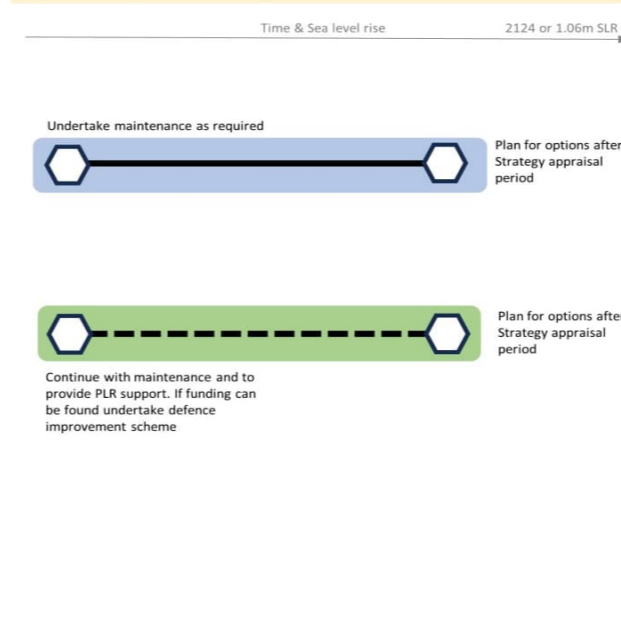 Time & Sea level rise
2124 or 1.06m SLR
Undertake maintenance as required
Plan for options after
Strategy appraisal
period
Plan for options afte
Strategy appraisal
period
Continue with maintenance and to
provide PLR support. If funding can
be found undertake defence
improvement scheme